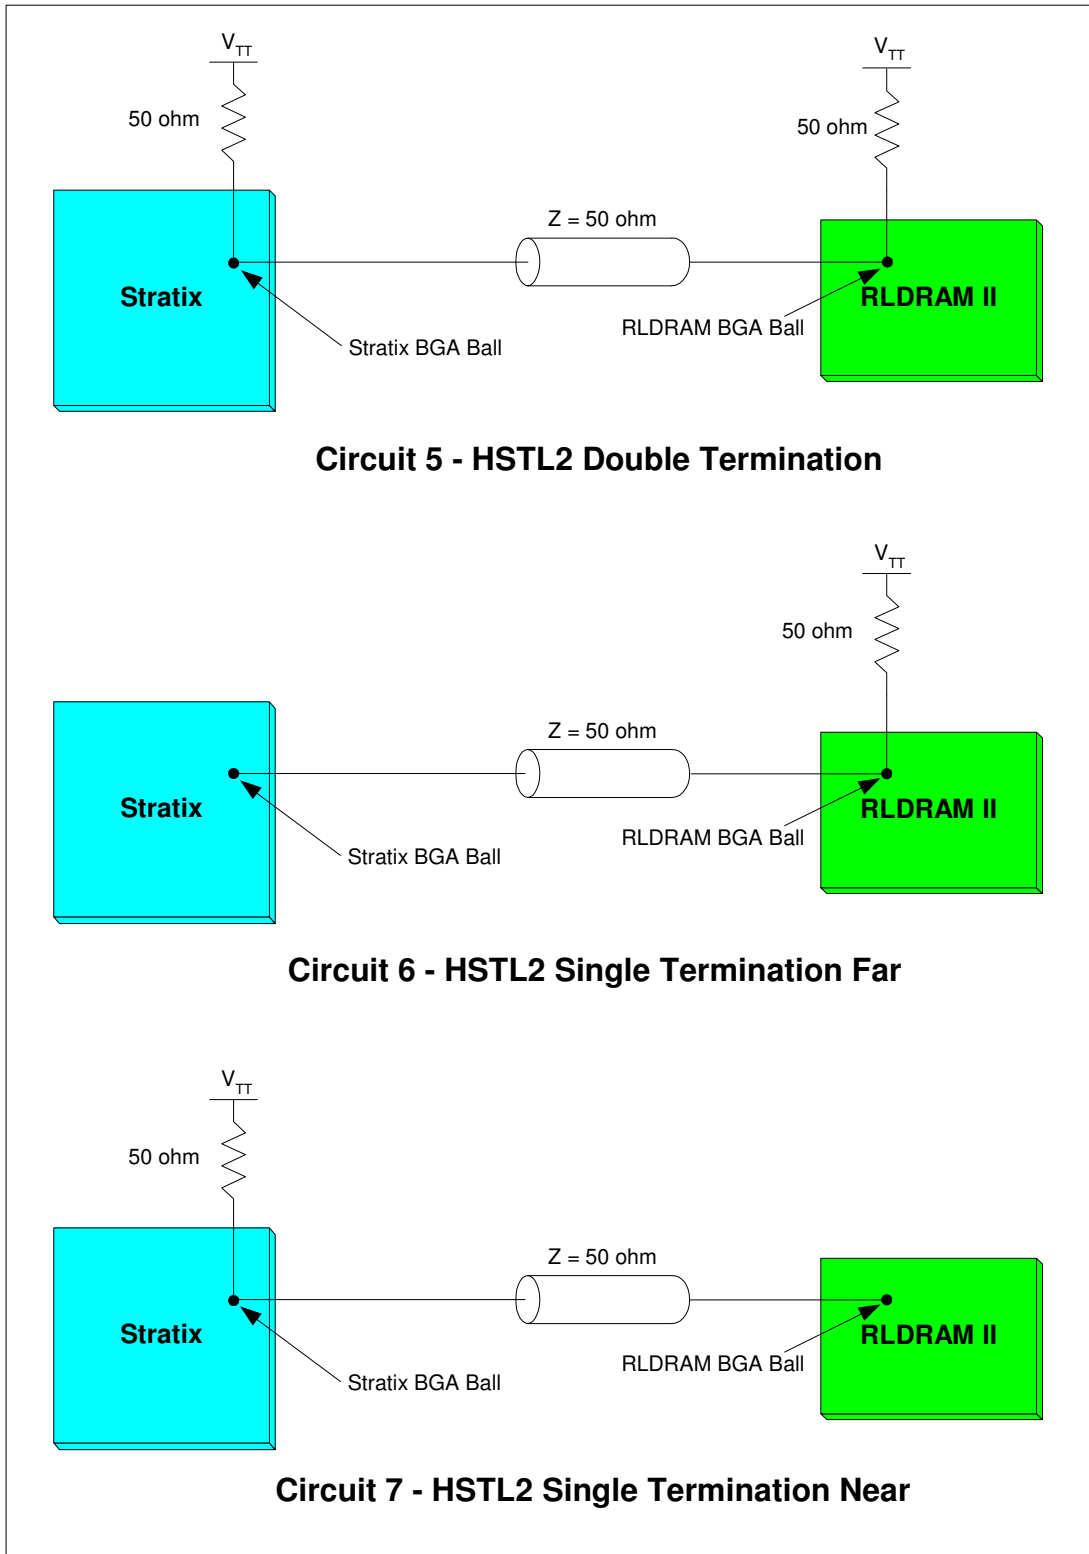 VTT
VTT
50 ohm
50 ohm
Z = 50 ohm
Stratix
RLDRAM II
Stratix BGA Ball
RLDRAM BGA Ball
Circuit 5 - HSTL2 Double Termination
VTT
50 ohm
Z = 50 ohm
Stratix
RLDRAM II
Stratix BGA Ball
RLDRAM BGA Ball
Circuit 6 - HSTL2 Single Termination Far
VTT
50 ohm
Z = 50 ohm
Stratix
RLDRAM II
Stratix BGA Ball
RLDRAM BGA Ball
Circuit 7 - HSTL2 Single Termination Near